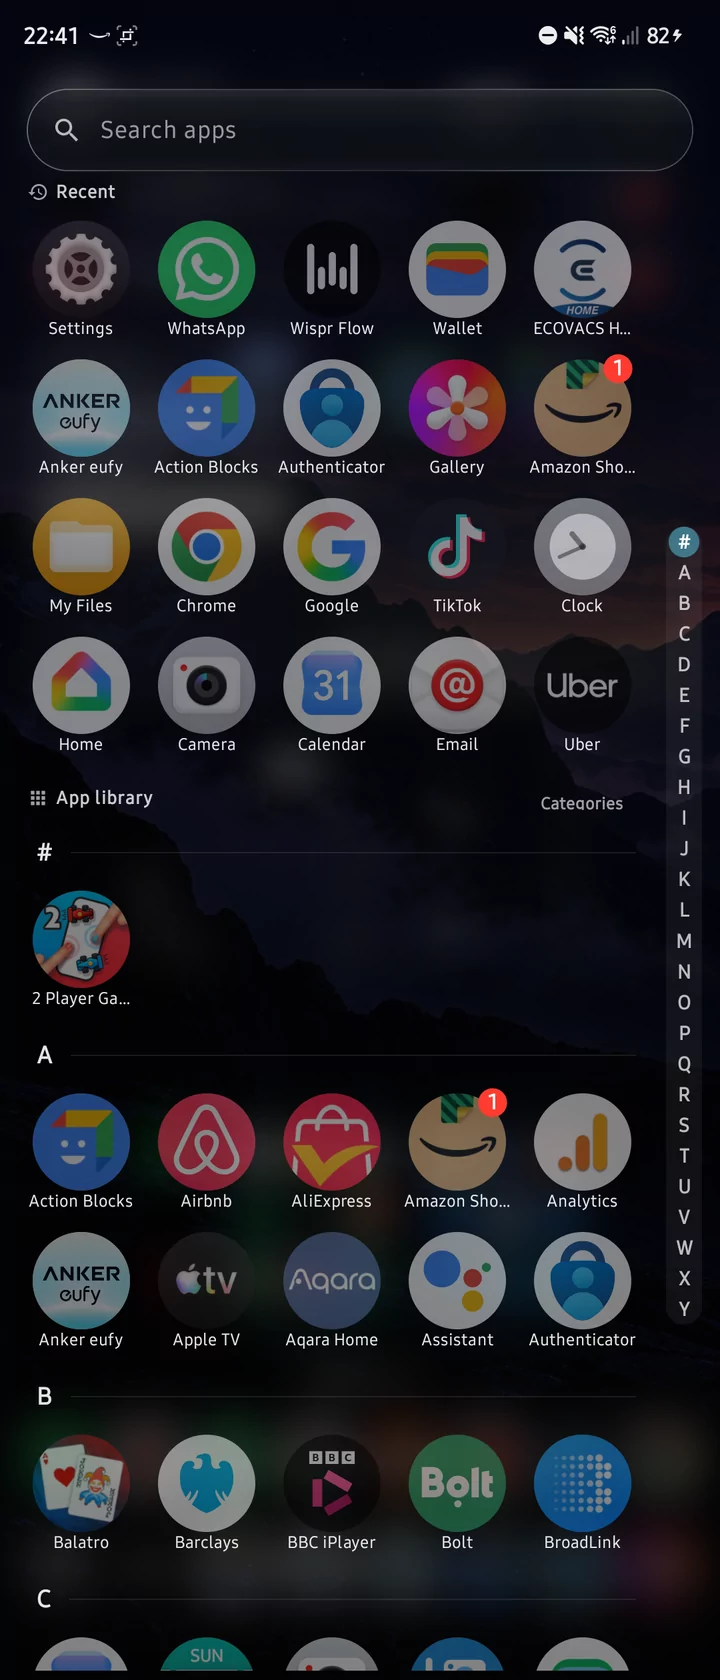 22:41
82
Search apps
Recent
Settings
WhatsApp
Wispr Flow
Wallet
HOME
ECOVACS H...
ANKER
eufy
1
Anker eufy
Action Blocks
Authenticator
Gallery
Amazon Sho...
My Files
Chrome
Google
TikTok
Clock
31
@
Uber
Home
Camera
Calendar
Email
Uber
App library
Categories
#
2
2 Player Ga...
A
1
Action Blocks
Airbnb
AliExpress
Amazon Sho...
Analytics
ANKER
eufy
tv
Aqara
Anker eufy
Apple TV
Aqara Home
Assistant
Authenticator
B
BBC
Bolt
Balatro
Barclays
BBC iPlayer
Bolt
BroadLink
C
SUN
#
A
B
C
D
E
F
G
H
I
J
K
L
M
N
O
P
Q
R
S
T
U
V
W
X
Y